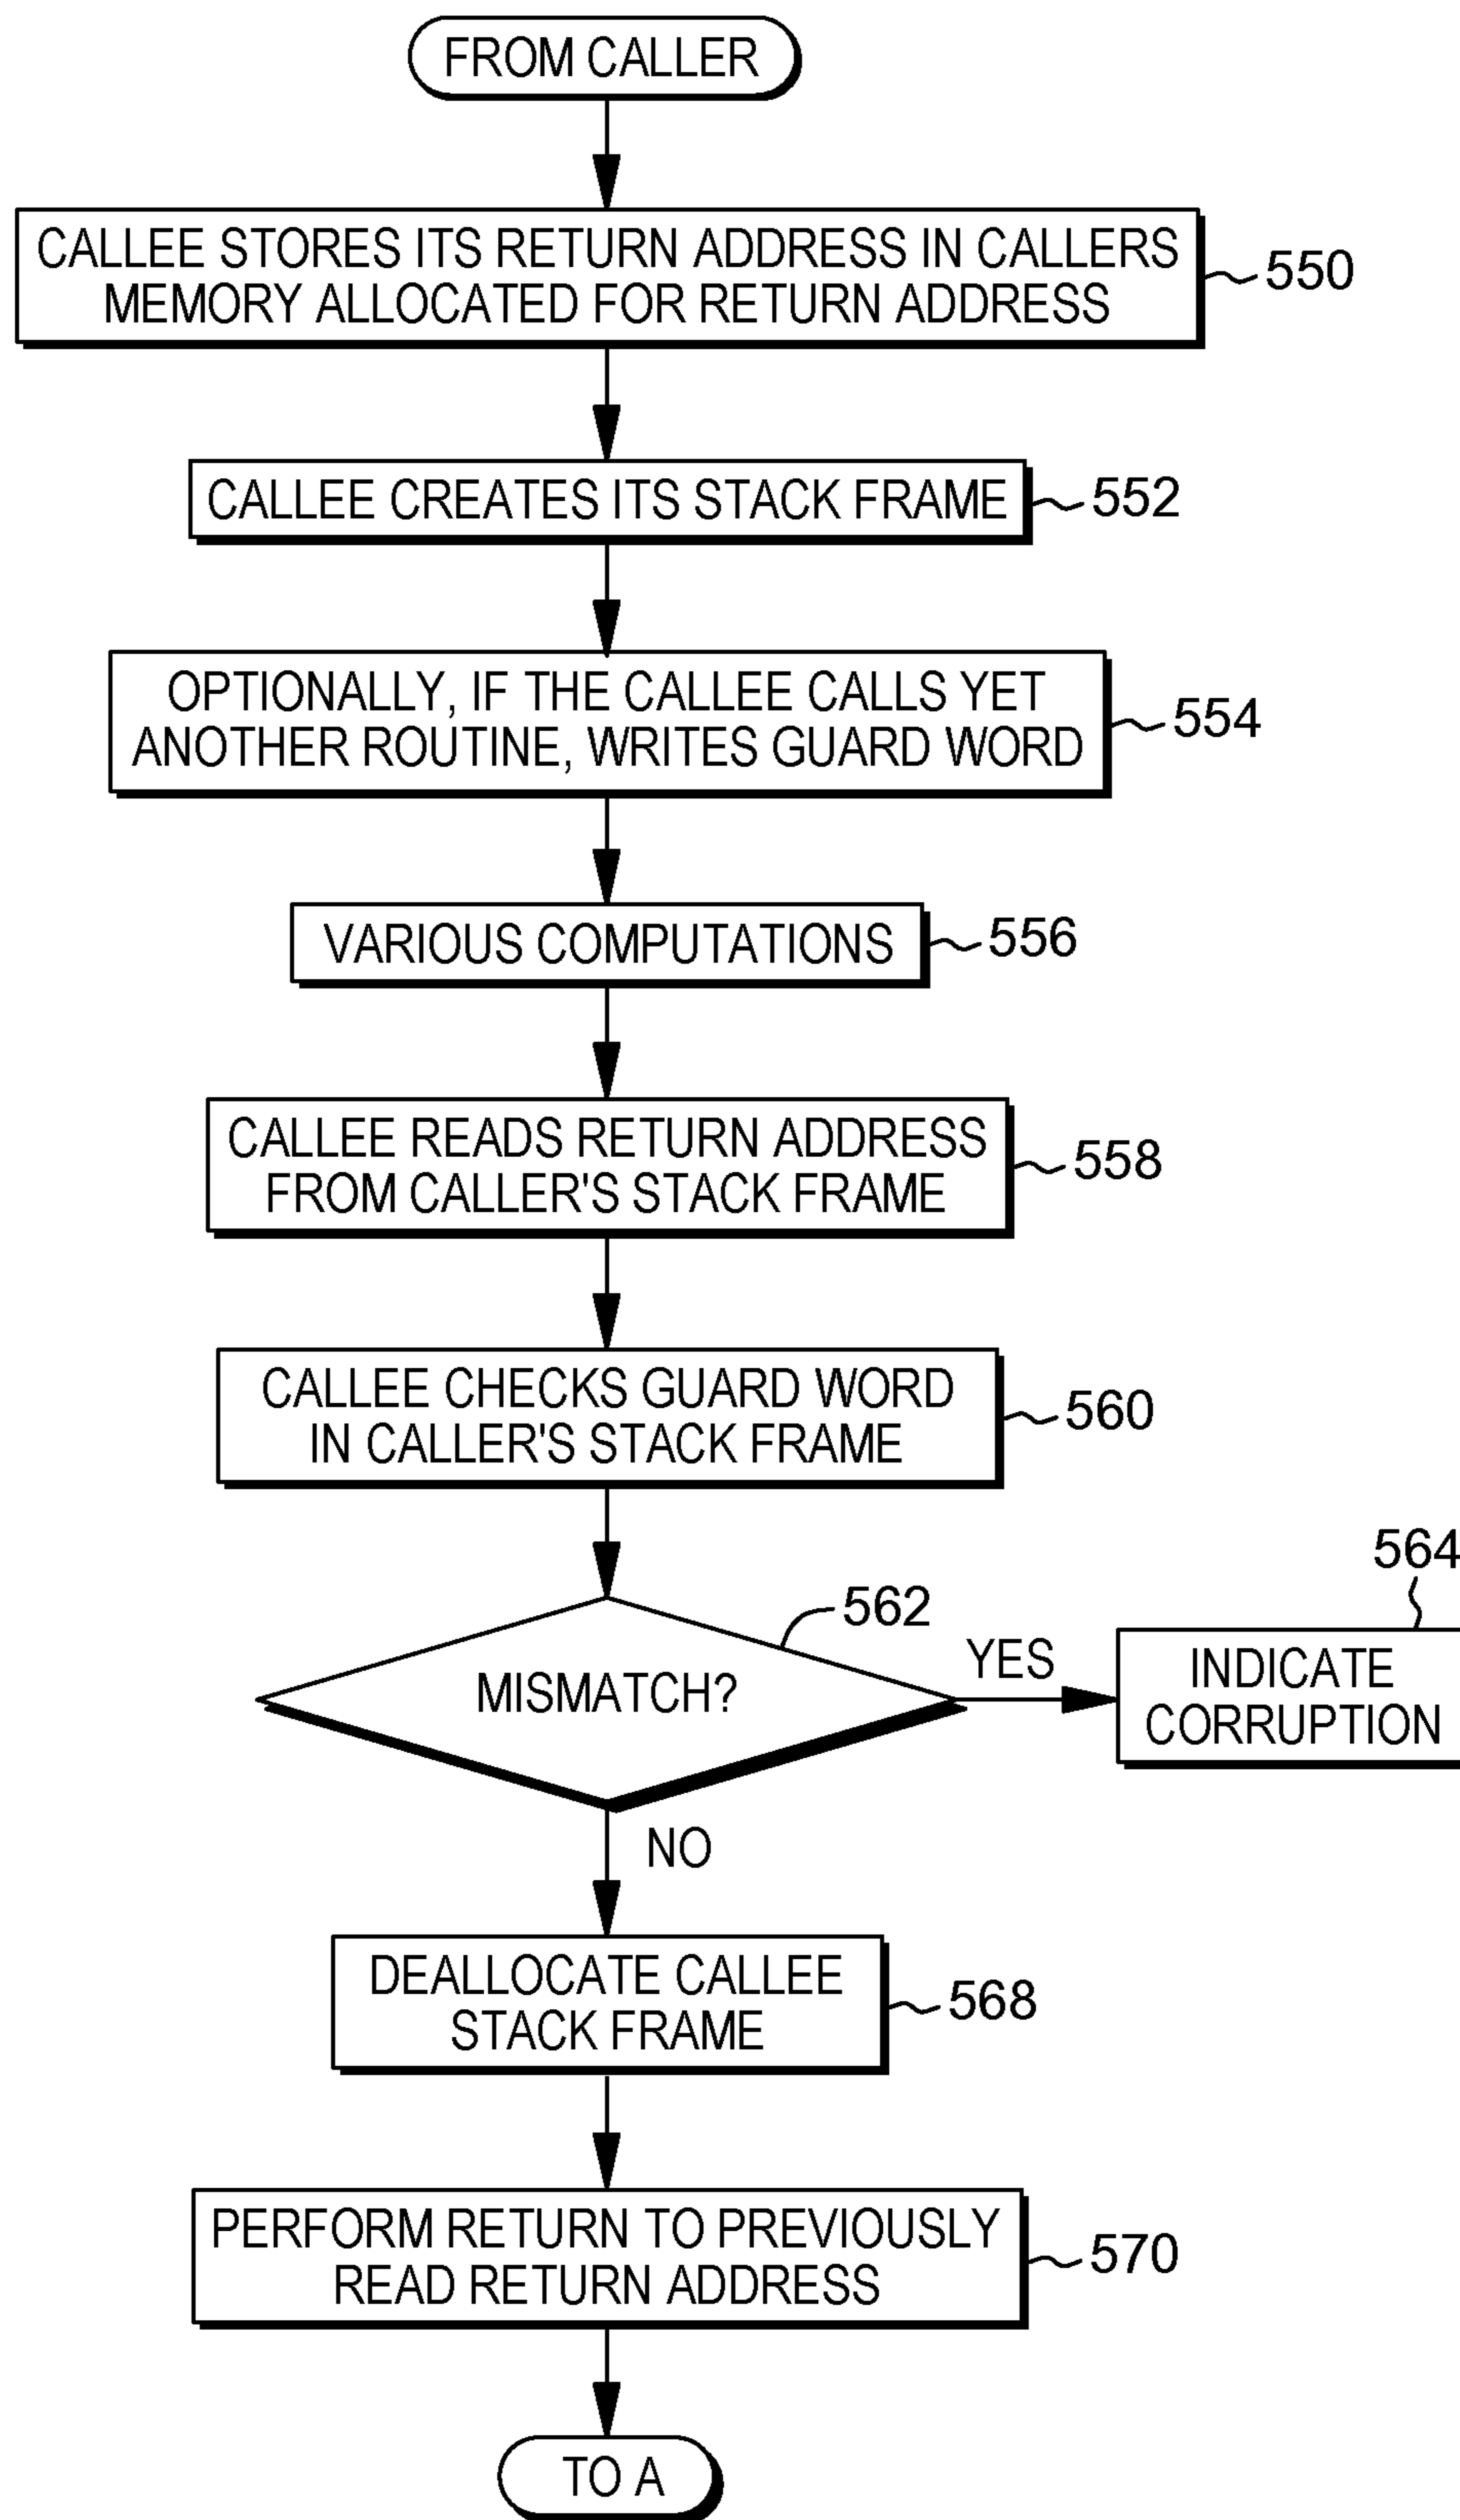 FROM CALLER
CALLEE STORES ITS RETURN ADDRESS IN CALLERS
MEMORY ALLOCATED FOR RETURN ADDRESS
550
CALLEE CREATES ITS STACK FRAME
552
OPTIONALLY, IF THE CALLEE CALLS YET
ANOTHER ROUTINE, WRITES GUARD WORD
554
VARIOUS COMPUTATIONS
556
CALLEE READS RETURN ADDRESS
FROM CALLER'S STACK FRAME
558
CALLEE CHECKS GUARD WORD
IN CALLER'S STACK FRAME
560
562
MISMATCH?
YES
564
INDICATE
CORRUPTION
NO
DEALLOCATE CALLEE
STACK FRAME
568
PERFORM RETURN TO PREVIOUSLY
READ RETURN ADDRESS
570
TO A